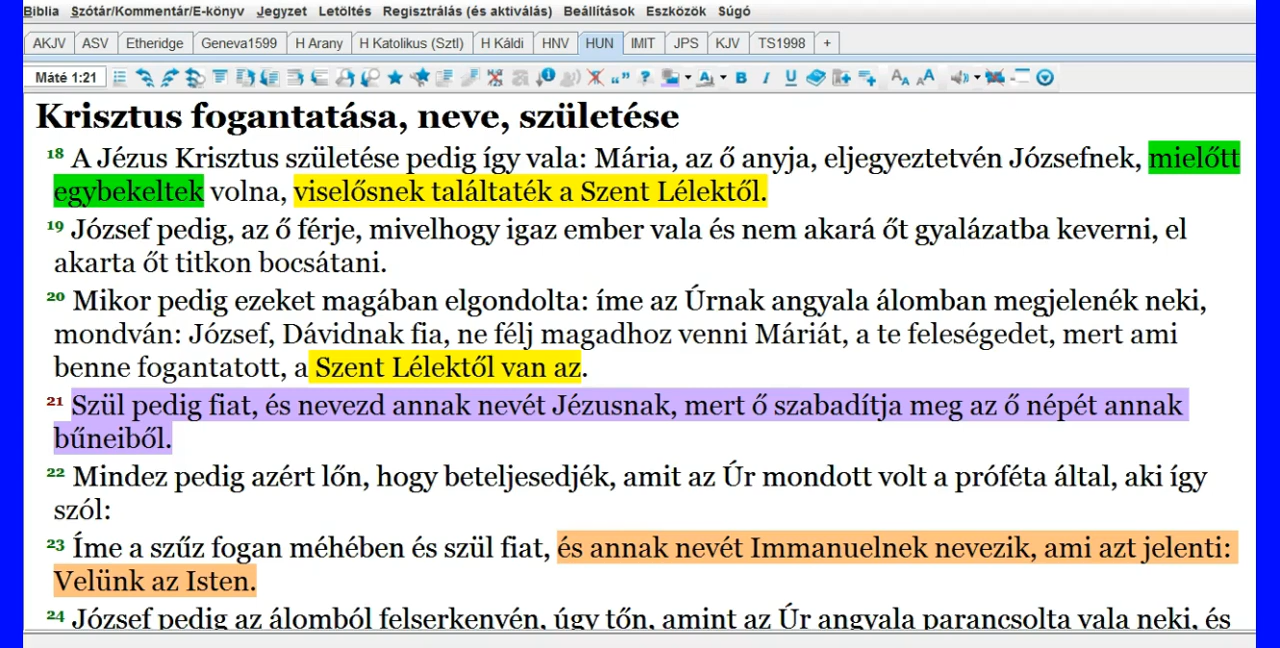 Biblia Szótár/Kommentár/E-könyv Jegyzet Letöltés Regisztrálás (és aktiválás) Beállítások Eszközök Súgó
AKJV ASV Etheridge Geneva1599 H Arany H Katolikus (Sztl) H Káldi HNV HUN IMIT JPS KJV TS1998 +
Máté 1:21
Krisztus fogantatása, neve, születése
18 A Jézus Krisztus születése pedig így vala: Mária, az ő anyja, eljegyeztetvén Józsefnek, mielőtt
egybekeltek volna, viselősnek találtaték a Szent Lélektől.
19 József pedig, az ő férje, mivelhogy igaz ember vala és nem akará őt gyalázatba keverni, el
akarta őt titkon bocsátani.
20 Mikor pedig ezeket magában elgondolta: íme az Úrnak angyala álomban megjelenék neki,
mondván: József, Dávidnak fia, ne félj magadhoz venni Máriát, a te feleségedet, mert ami
benne fogantatott, a Szent Lélektől van az.
21 Szül pedig fiat, és nevezd annak nevét Jézusnak, mert ő szabadítja meg az ő népét annak
bűneiből.
22 Mindez pedig azért lőn, hogy beteljesedjék, amit az Úr mondott volt a próféta által, aki így
szól:
23 Íme a szűz fogan méhében és szül fiat, és annak nevét Immanuelnek nevezik, ami azt jelenti:
Velünk az Isten.
24 József pedig az álomból felserkenvén, úgy tőn, amint az Úr angyala parancsolta vala neki, és